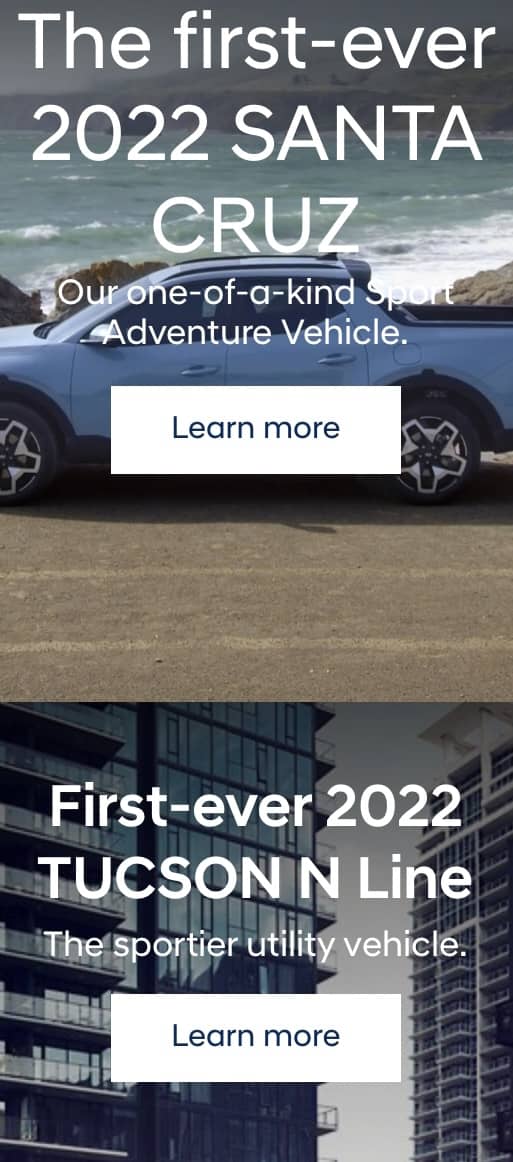 The first-ever
2022 SANTA
CRUZ
Our one-of-a-kind Sport
Adventure Vehicle.
Learn more
First-ever 2022
TUCSON N Line
The sportier utility vehicle.
Learn more